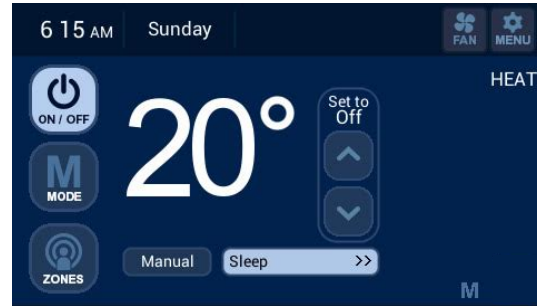 6 15 AM Sunday
FAN MENU
HEAT
ON / OFF
20°
Set to
Off
M
MODE
ZONES
Manual Sleep >>
M